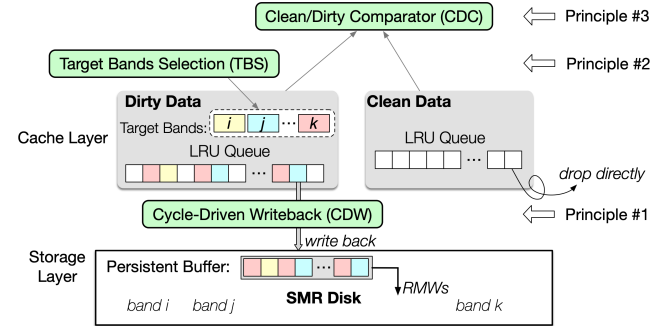 Clean/Dirty Comparator (CDC)
Principle #3
Target Bands Selection (TBS)
Principle #2
Dirty Data
Clean Data
Target Bands: i j ... k
Cache Layer
LRU Queue
LRU Queue
...
...
drop directly
Cycle-Driven Writeback (CDW)
Principle #1
write back
Storage
Layer
Persistent Buffer: ...
RMWs
SMR Disk
band i band j band k